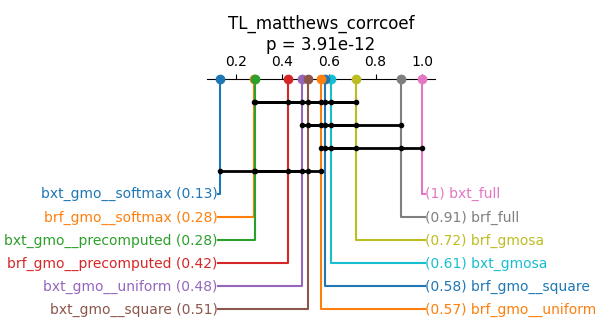 TL_matthews_corrcoef
p = 3.91e-12
0.2 0.4 0.6 0.8 1.0
bxt_gmo__softmax (0.13) (1) bxt_full
brf_gmo__softmax (0.28) (0.91) brf_full
bxt_gmo__precomputed (0.28) (0.72) brf_gmosa
brf_gmo__precomputed (0.42) (0.61) bxt_gmosa
bxt_gmo__uniform (0.48) (0.58) brf_gmo__square
bxt_gmo__square (0.51) (0.57) brf_gmo__uniform